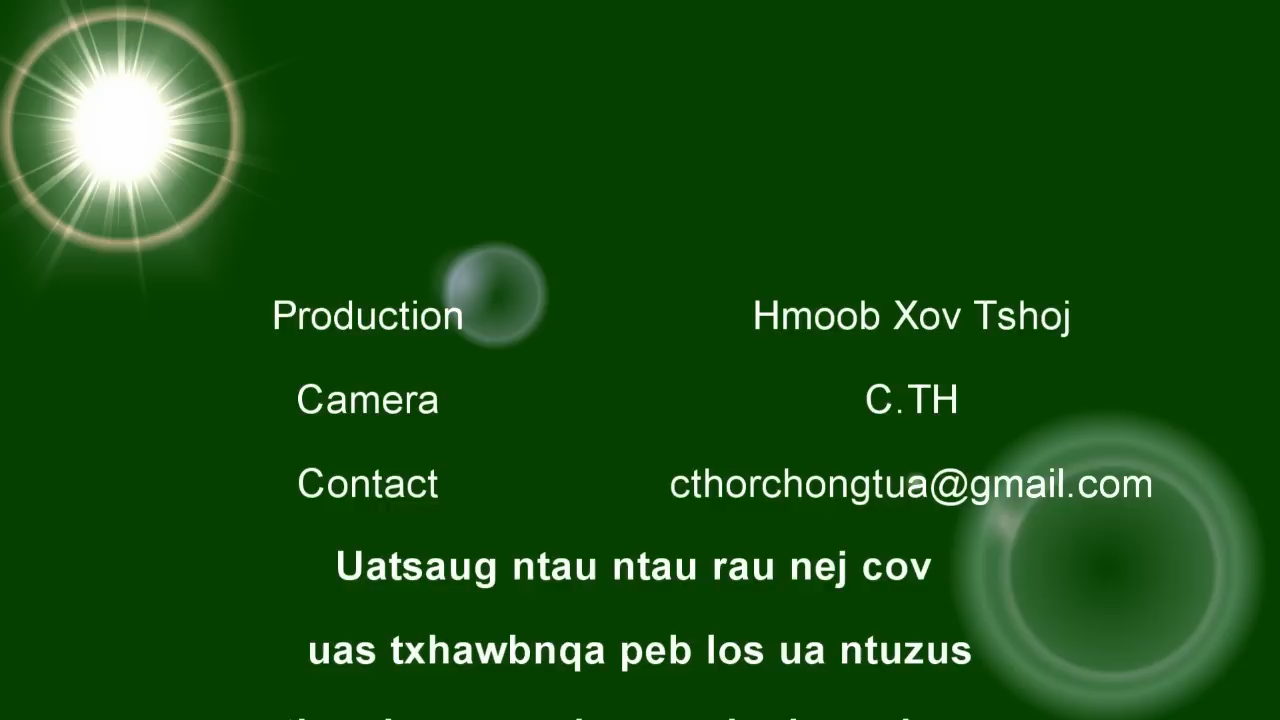 Production Hmoob Xov Tshoj
Camera C.TH
Contact cthorchongtua@gmail.com
Uatsaug ntau ntau rau nej cov
uas txhawbnqa peb los ua ntuzus